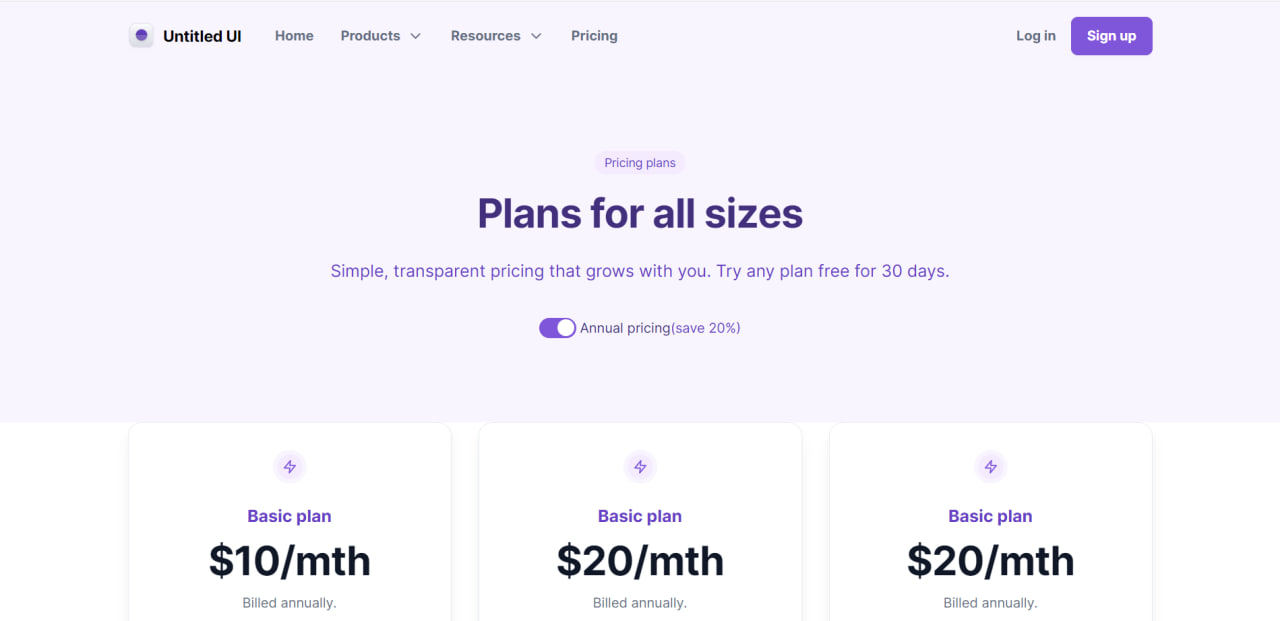 Untitled UI Home Products Resources Pricing Log in Sign up
Pricing plans
Plans for all sizes
Simple, transparent pricing that grows with you. Try any plan free for 30 days.
Annual pricing(save 20%)
Basic plan
$10/mth
Billed annually.
Basic plan
$20/mth
Billed annually.
Basic plan
$20/mth
Billed annually.